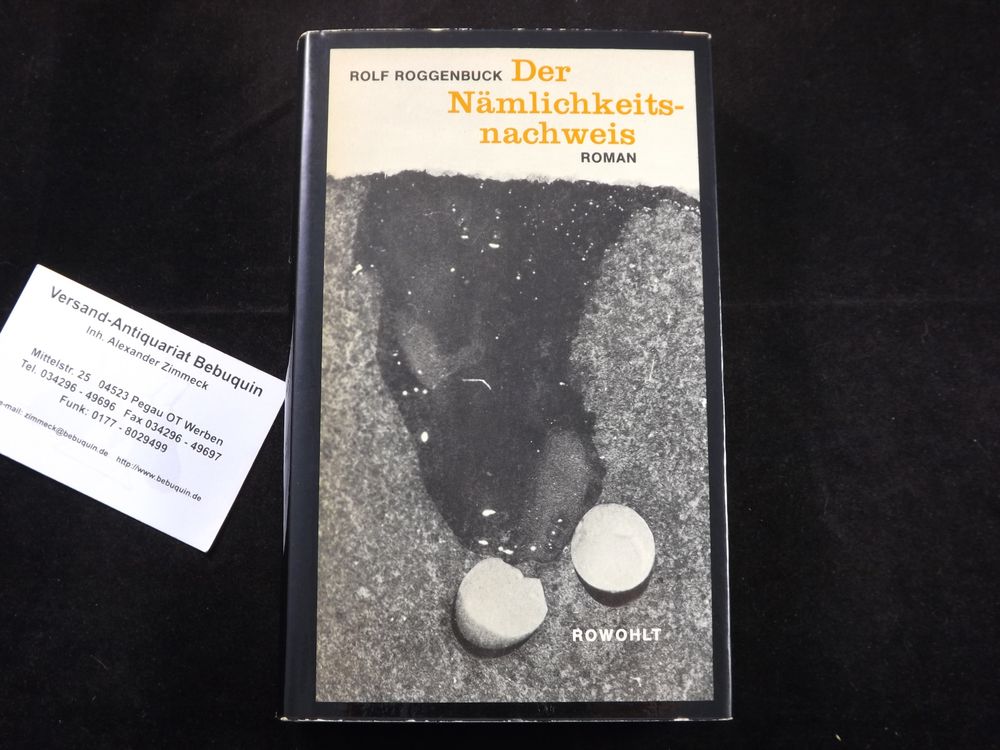 ROLF ROGGENBUCK Der
Nämlichkeits-
nachweis
ROMAN
ROWOHLT
Versand-Antiquariat Bebuquin
Inh. Alexander Zimmeck
Mittelstr. 25 04523 Pegau OT Werben
Tel. 034296 - 49696 Fax 034296 - 49697
Funk: 0177 - 8029499
e-mail: zimmeck@bebuquin.de http://www.bebuquin.de